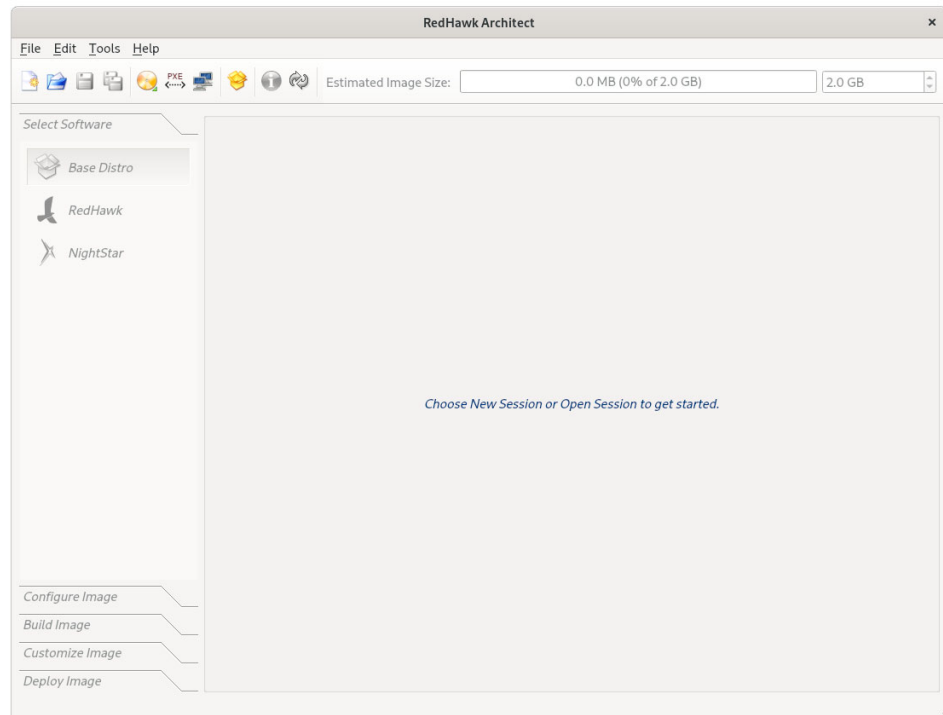 RedHawk Architect
File Edit Tools Help
PXE Estimated Image Size: 0.0 MB (0% of 2.0 GB) 2.0 GB
Select Software
Base Distro
RedHawk
NightStar
Choose New Session or Open Session to get started.
Configure Image
Build Image
Customize Image
Deploy Image